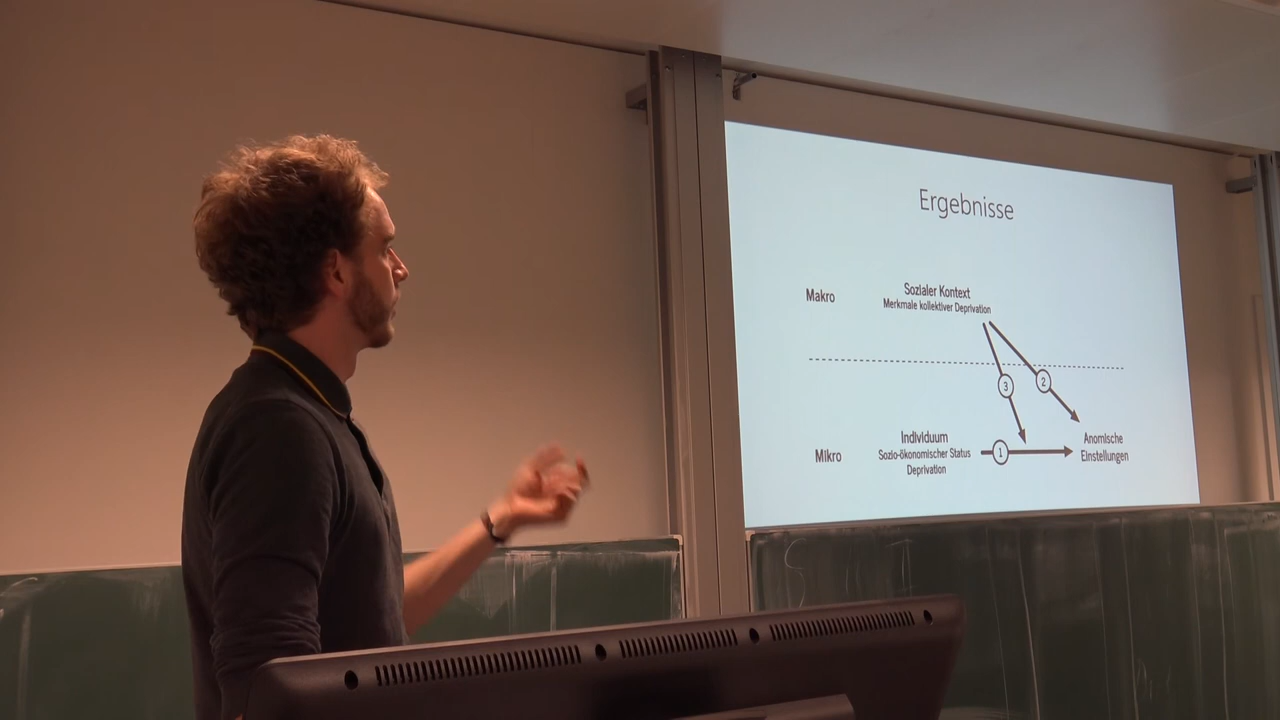 Ergebnisse
Makro
Sozialer Kontext
Merkmale kollektiver Deprivation
3
2
Mikro
Individuum
Sozio-ökonomischer Status
Deprivation
1
Anomische
Einstellungen